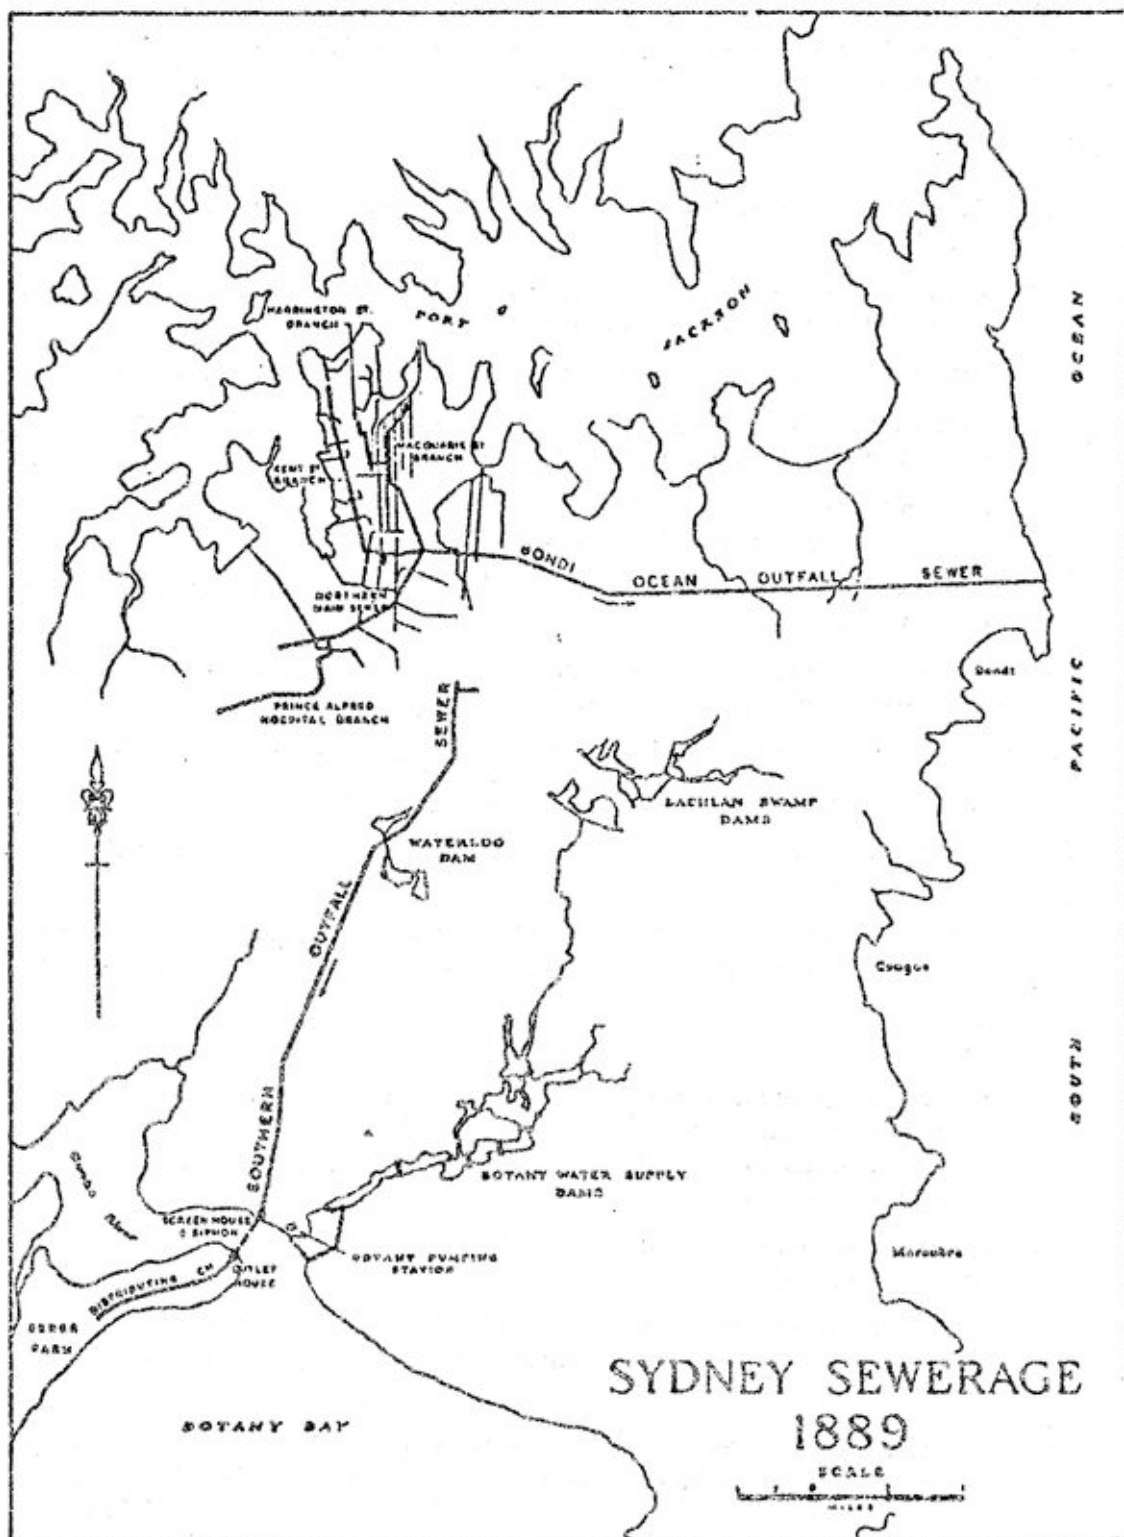 HARRINGTON ST.
BRANCH
PORT
JACKSON
OCEAN
MACQUARIE ST
BRANCH
KENT ST
BRANCH
BONDI
OCEAN OUTFALL SEWER
NORTHERN
MAIN SEWER
Bondi
PRINCE ALFRED
HOSPITAL BRANCH
SEWER
PACIFIC
LACHLAN SWAMP
DAMS
WATERLOO
DAM
OUTFALL
Coogee
SOUTH
SOUTHERN
Cooks River
BOTANY WATER SUPPLY
DAMS
SCREEN HOUSE
& SIPHON
BOTANY PUMPING
STATION
Maroubra
OUTLET
HOUSE
DISTRIBUTING CH
FARM
SYDNEY SEWERAGE
1889
BOTANY BAY
SCALE
MILES